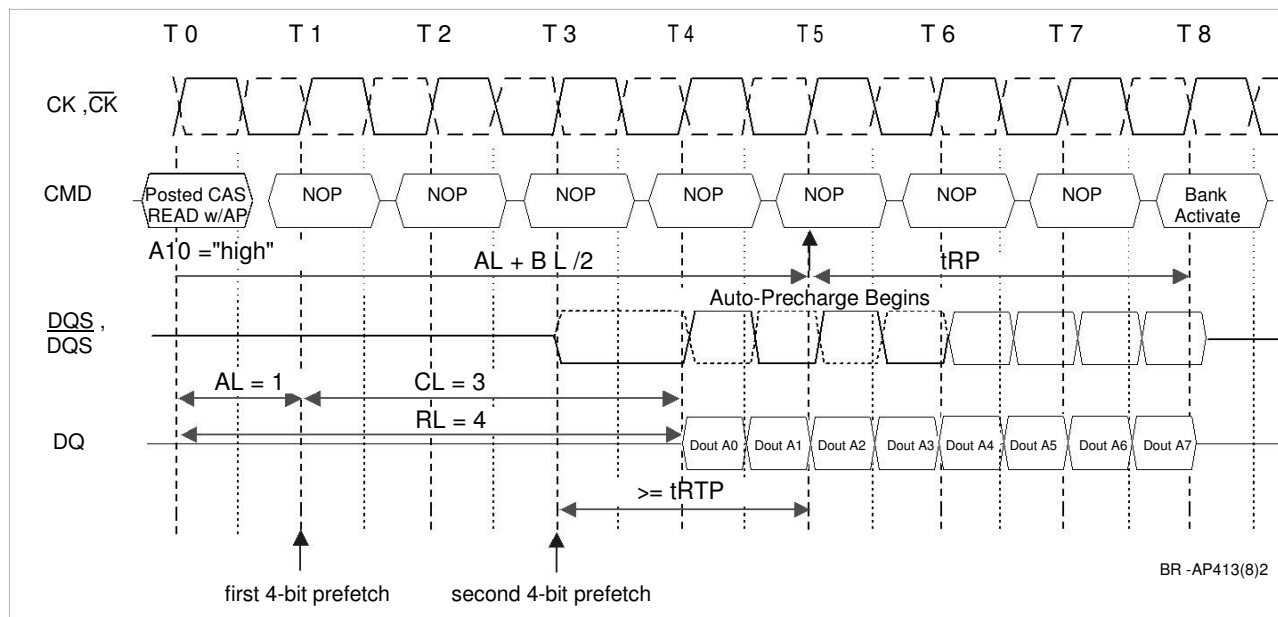 T 0 T 1 T 2 T 3 T 4 T 5 T 6 T 7 T 8
CK ,CK
CMD
Posted CAS
READ w/AP
NOP NOP NOP NOP NOP NOP NOP
Bank
Activate
A10 ="high"
AL + B L /2
tRP
Auto-Precharge Begins
DQS ,
DQS
AL = 1
CL = 3
RL = 4
DQ
Dout A0 Dout A1 Dout A2 Dout A3 Dout A4 Dout A5 Dout A6 Dout A7
>= tRTP
first 4-bit prefetch
second 4-bit prefetch
BR -AP413(8)2